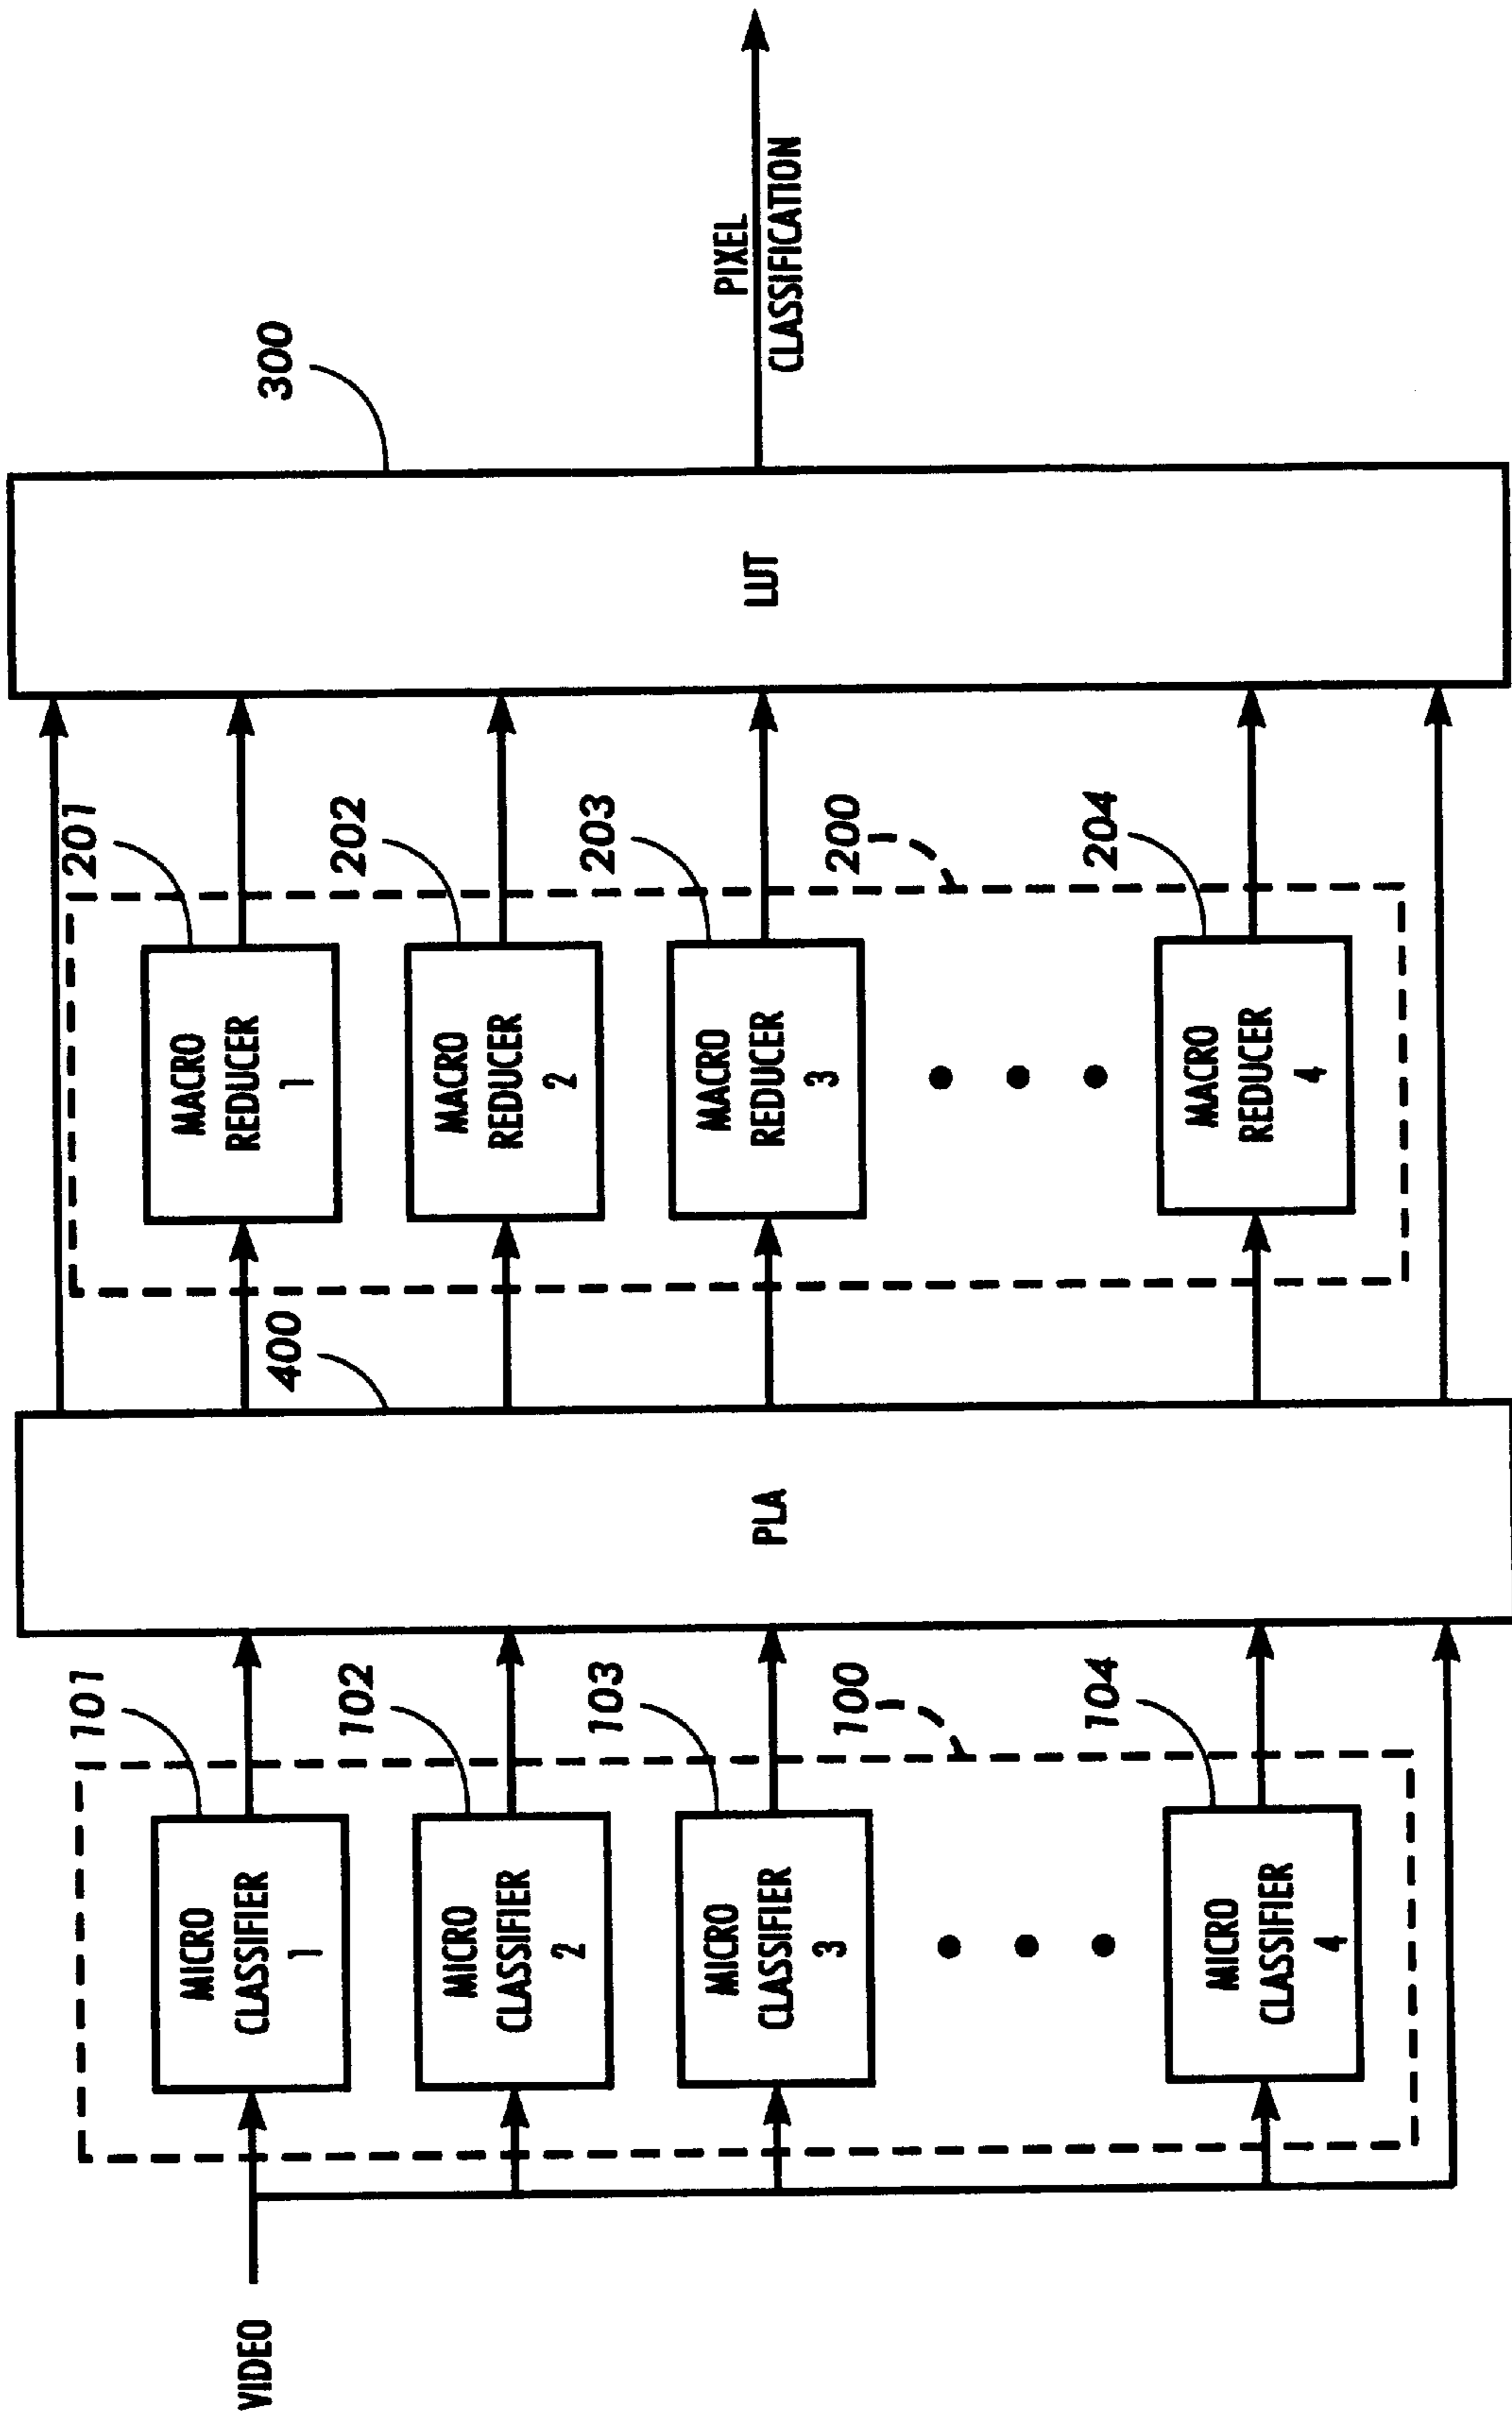 VIDEO
101
MICRO
CLASSIFIER
1
102
MICRO
CLASSIFIER
2
103
MICRO
CLASSIFIER
3
100
104
MICRO
CLASSIFIER
4
PLA
400
201
MACRO
REDUCER
1
202
MACRO
REDUCER
2
203
MACRO
REDUCER
3
200
204
MACRO
REDUCER
4
LUT
300
PIXEL
CLASSIFICATION